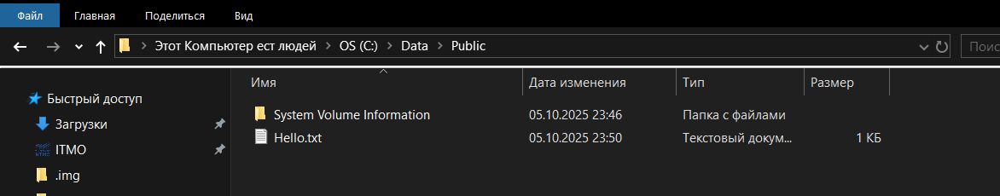 Файл Главная Поделиться Вид
Этот Компьютер ест людей OS (C:) Data Public Поис
Имя Дата изменения Тип Размер
Быстрый доступ
System Volume Information 05.10.2025 23:46 Папка с файлами
Загрузки
Hello.txt 05.10.2025 23:50 Текстовый докум... 1 КБ
ITMO
.img